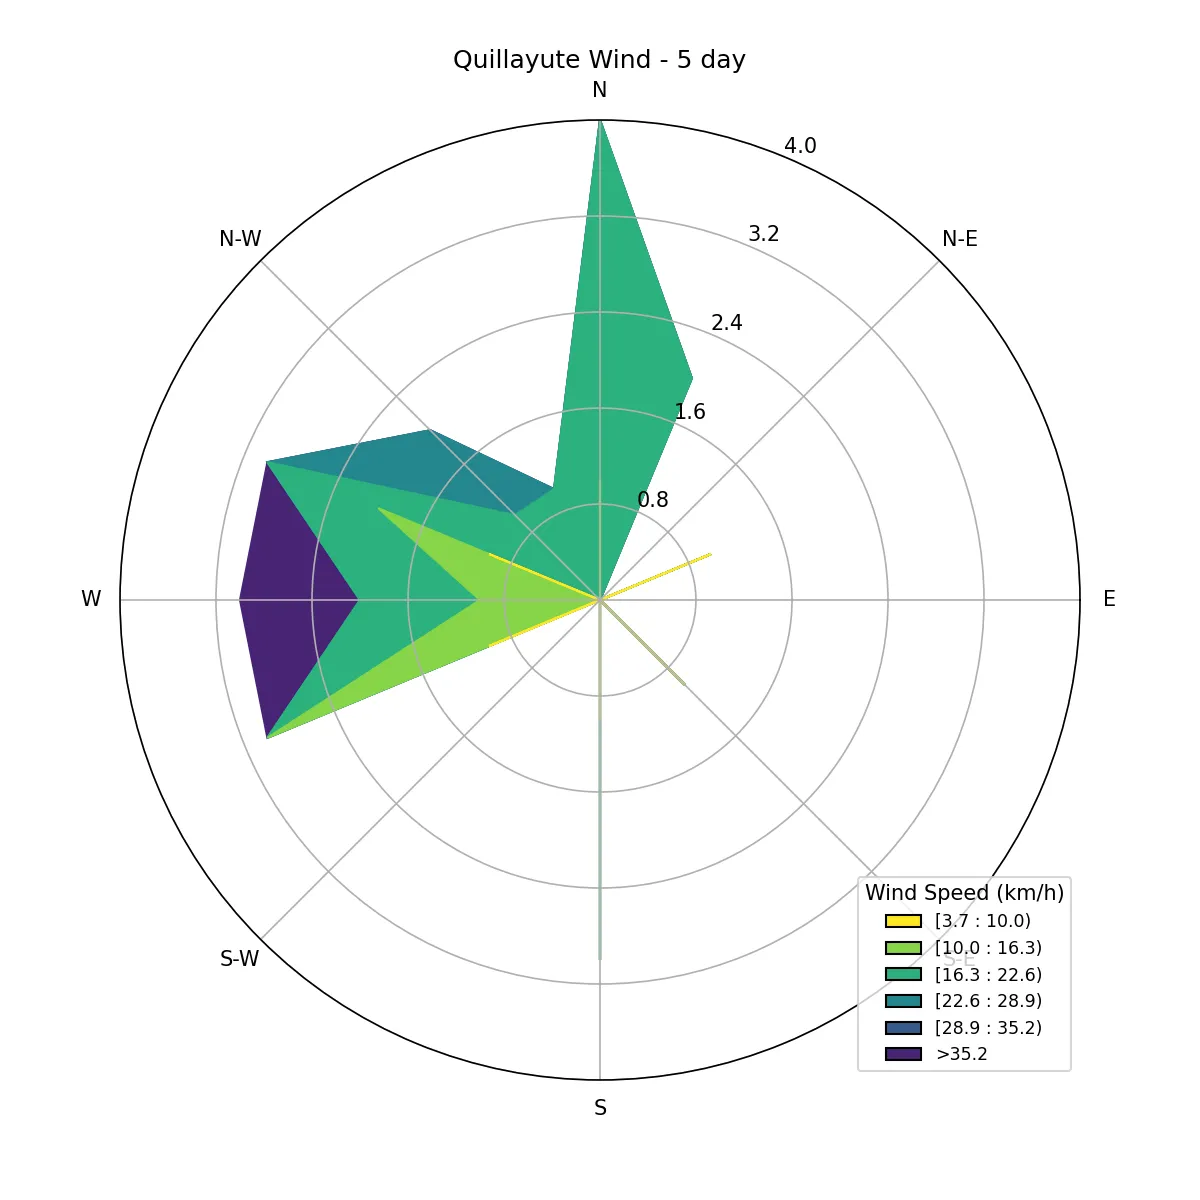 Quillayute Wind - 5 day
N
4.0
N-W
3.2
N-E
2.4
1.6
0.8
W
E
Wind Speed (km/h)
[3.7 : 10.0)
[10.0 : 16.3)
S-W
S-E
[16.3 : 22.6)
[22.6 : 28.9)
[28.9 : 35.2)
>35.2
S